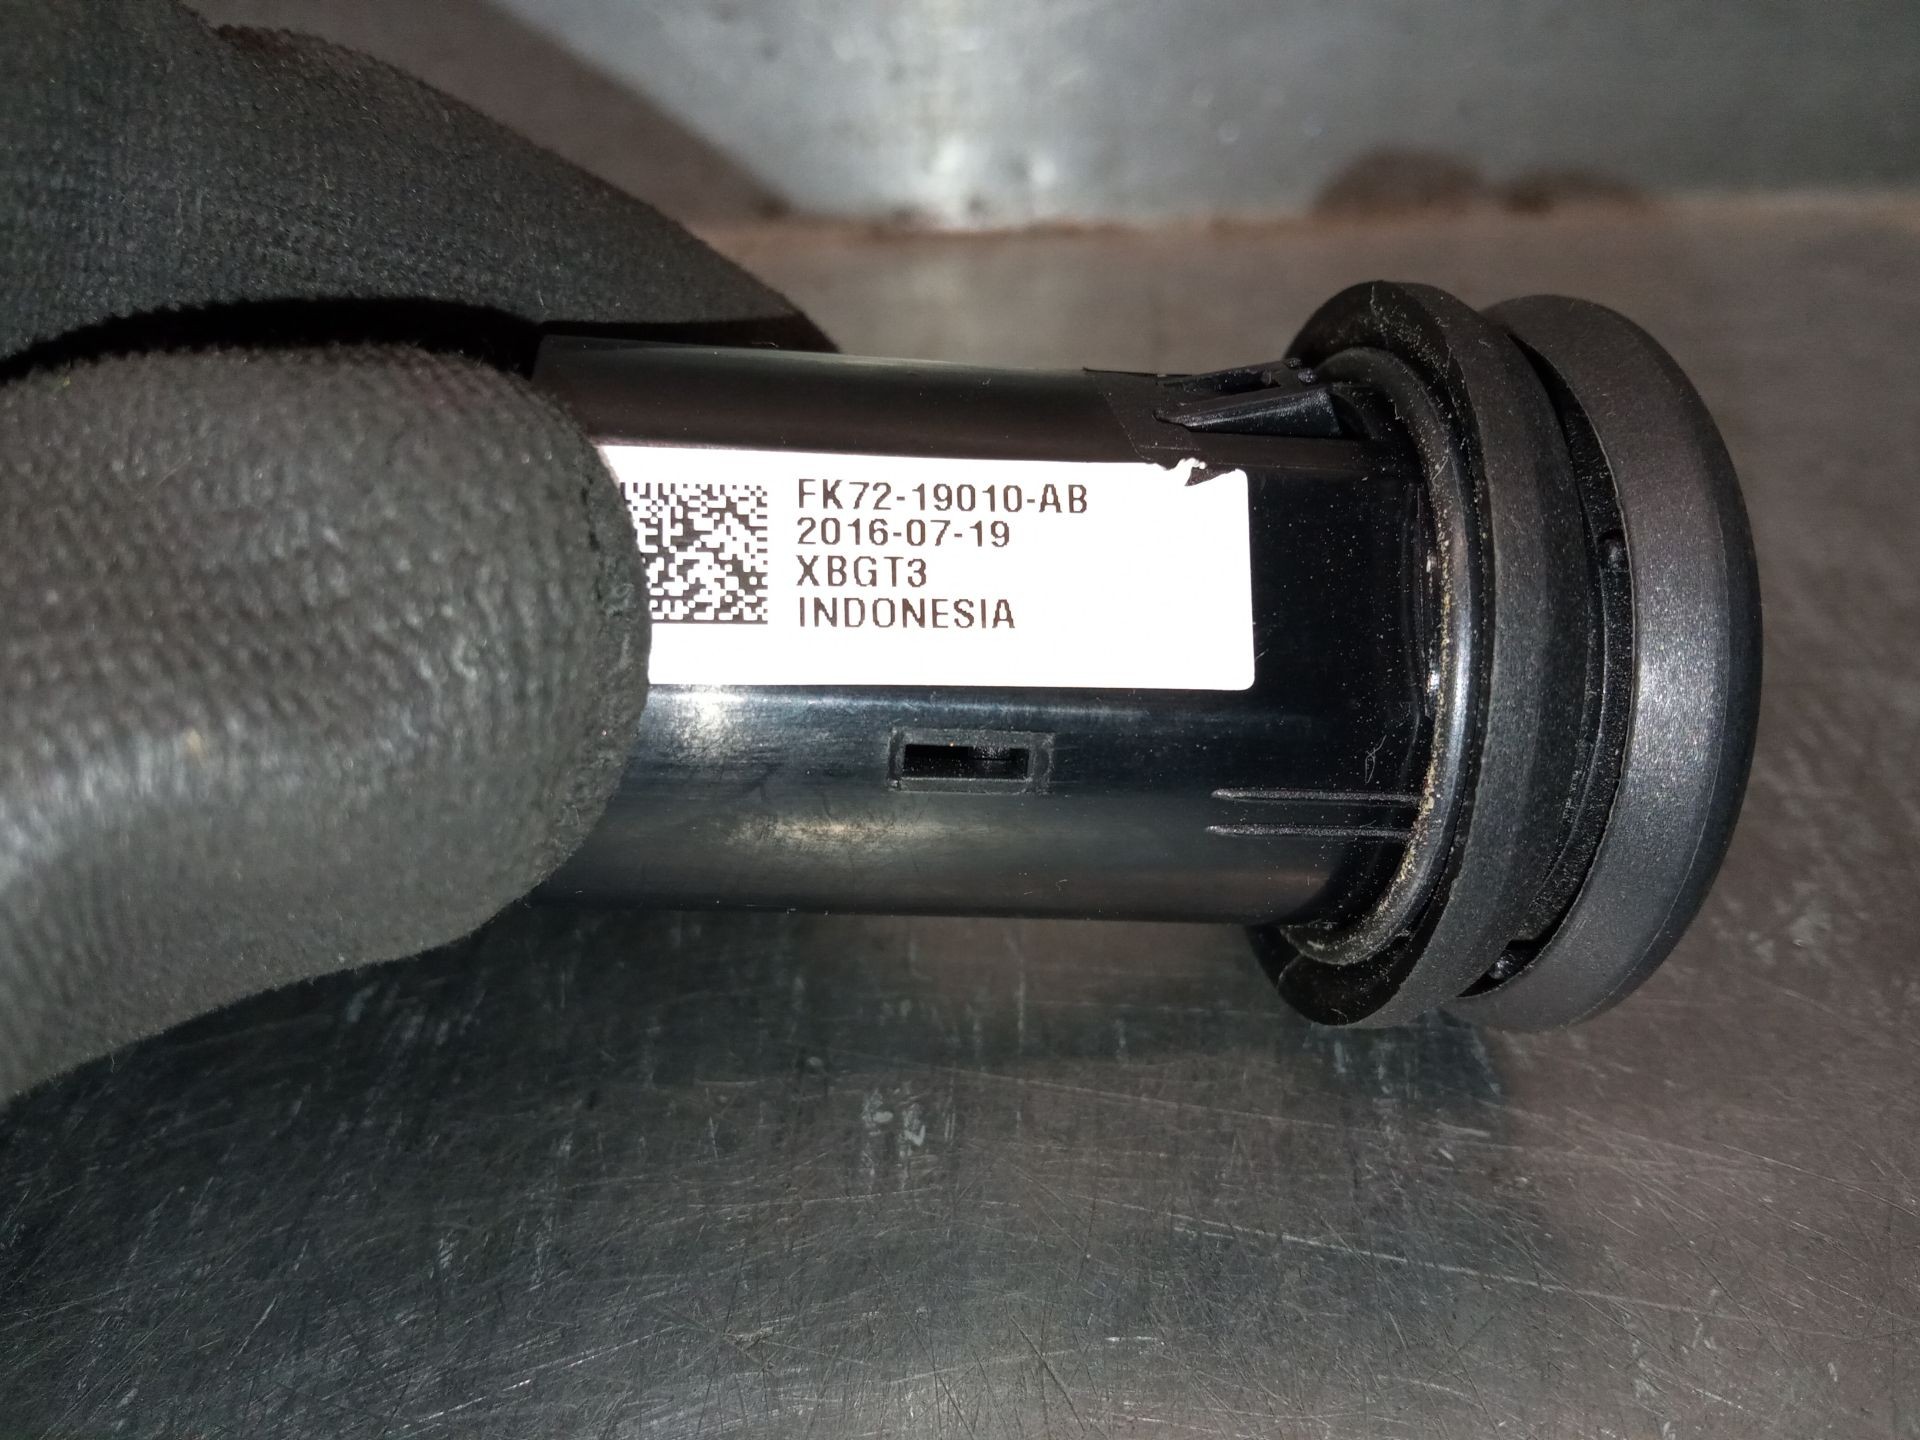 FK72-19010-AB
2016-07-19
XBGT3
INDONESIA